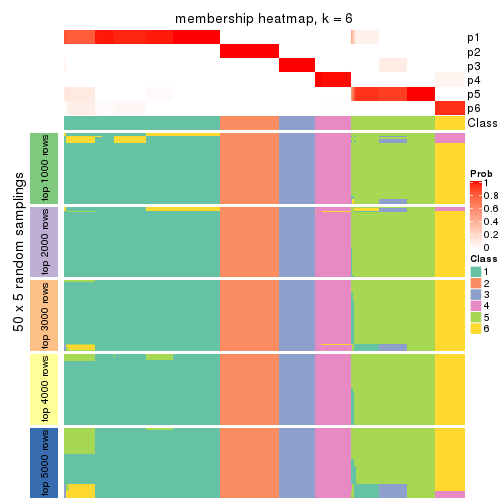 membership heatmap, k = 6
p1
p2
p3
p4
p5
p6
Class
50 x 5 random samplings
top 1000 rows
top 2000 rows
top 3000 rows
top 4000 rows
top 5000 rows
Prob
1
0.8
0.6
0.4
0.2
0
Class
1
2
3
4
5
6